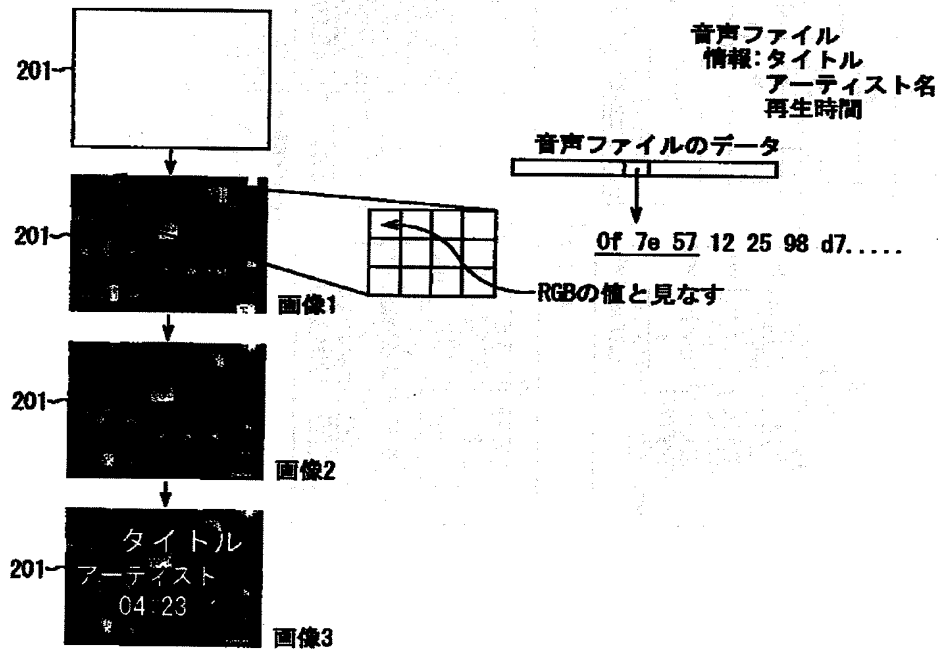 音声ファイル
情報:タイトル
アーティスト名
再生時間
201
音声ファイルのデータ
201
0f 7e 57 12 25 98 d7.....
RGBの値と見なす
画像1
201
画像2
タイトル
201
アーティスト
04:23
画像3